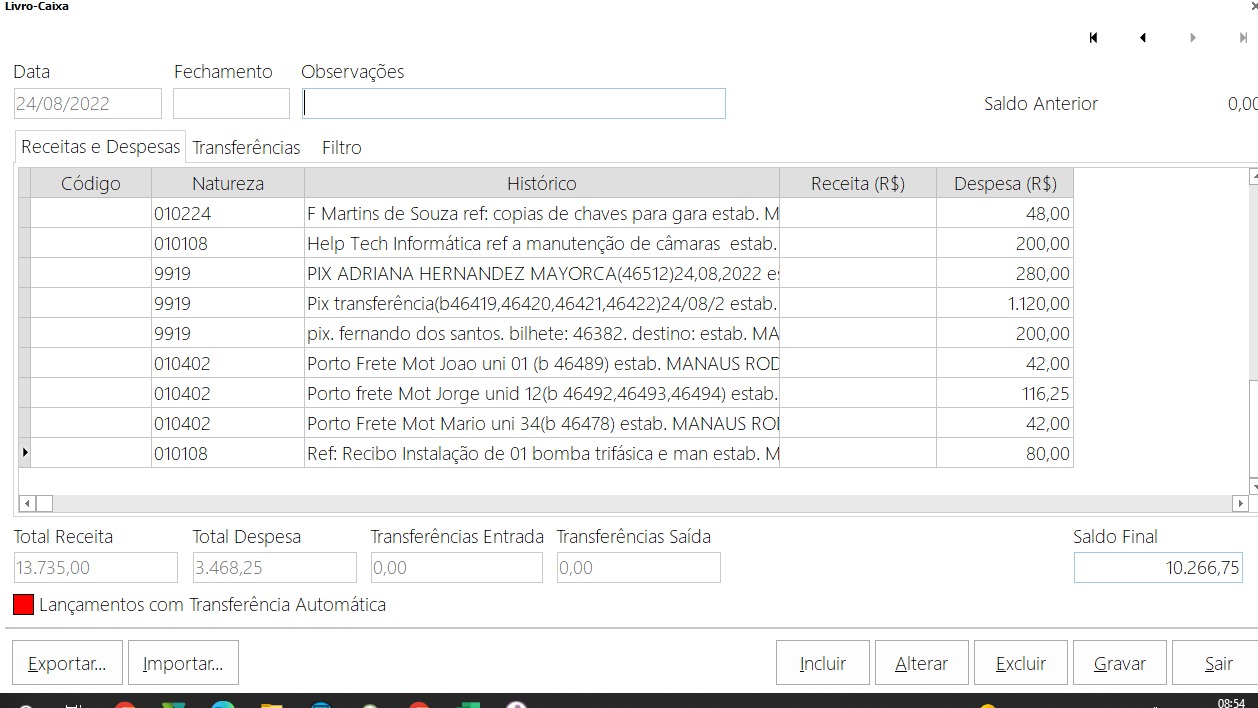 Livro-Caixa
Data Fechamento Observações
24/08/2022 Saldo Anterior 0,00
Receitas e Despesas Transferências Filtro
Código Natureza Histórico Receita (R$) Despesa (R$)
010224 F Martins de Souza ref: copias de chaves para gara estab. M 48,00
010108 Help Tech Informática ref a manutenção de câmaras estab. 200,00
9919 PIX ADRIANA HERNANDEZ MAYORCA(46512)24,08,2022 es 280,00
9919 Pix transferência(b46419,46420,46421,46422)24/08/2 estab. 1.120,00
9919 pix. fernando dos santos. bilhete: 46382. destino: estab. MA 200,00
010402 Porto Frete Mot Joao uni 01 (b 46489) estab. MANAUS ROD 42,00
010402 Porto frete Mot Jorge unid 12(b 46492,46493,46494) estab. 116,25
010402 Porto Frete Mot Mario uni 34(b 46478) estab. MANAUS ROI 42,00
010108 Ref: Recibo Instalação de 01 bomba trifásica e man estab. M 80,00
Total Receita Total Despesa Transferências Entrada Transferências Saída Saldo Final
13.735,00 3.468,25 0,00 0,00 10.266,75
Lançamentos com Transferência Automática
Exportar... Importar... Incluir Alterar Excluir Gravar Sair
08:54